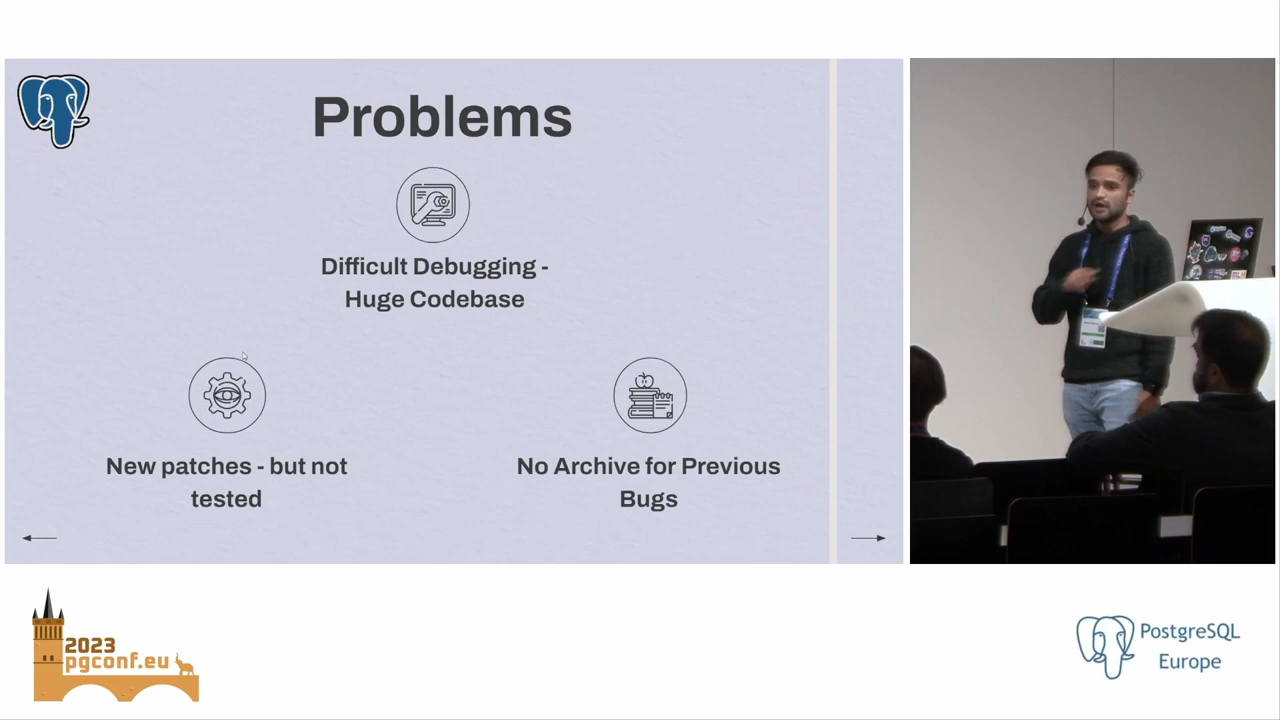 Problems
Difficult Debugging -
Huge Codebase
New patches - but not
tested
No Archive for Previous
Bugs
2023
pgconf.eu
PostgreSQL
Europe